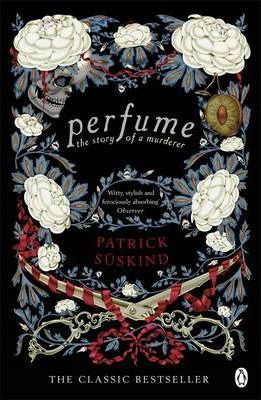 perfume
the story of a murderer
'Witty, stylish and
ferociously absorbing'
Observer
PATRICK
SÜSKIND
THE CLASSIC BESTSELLER